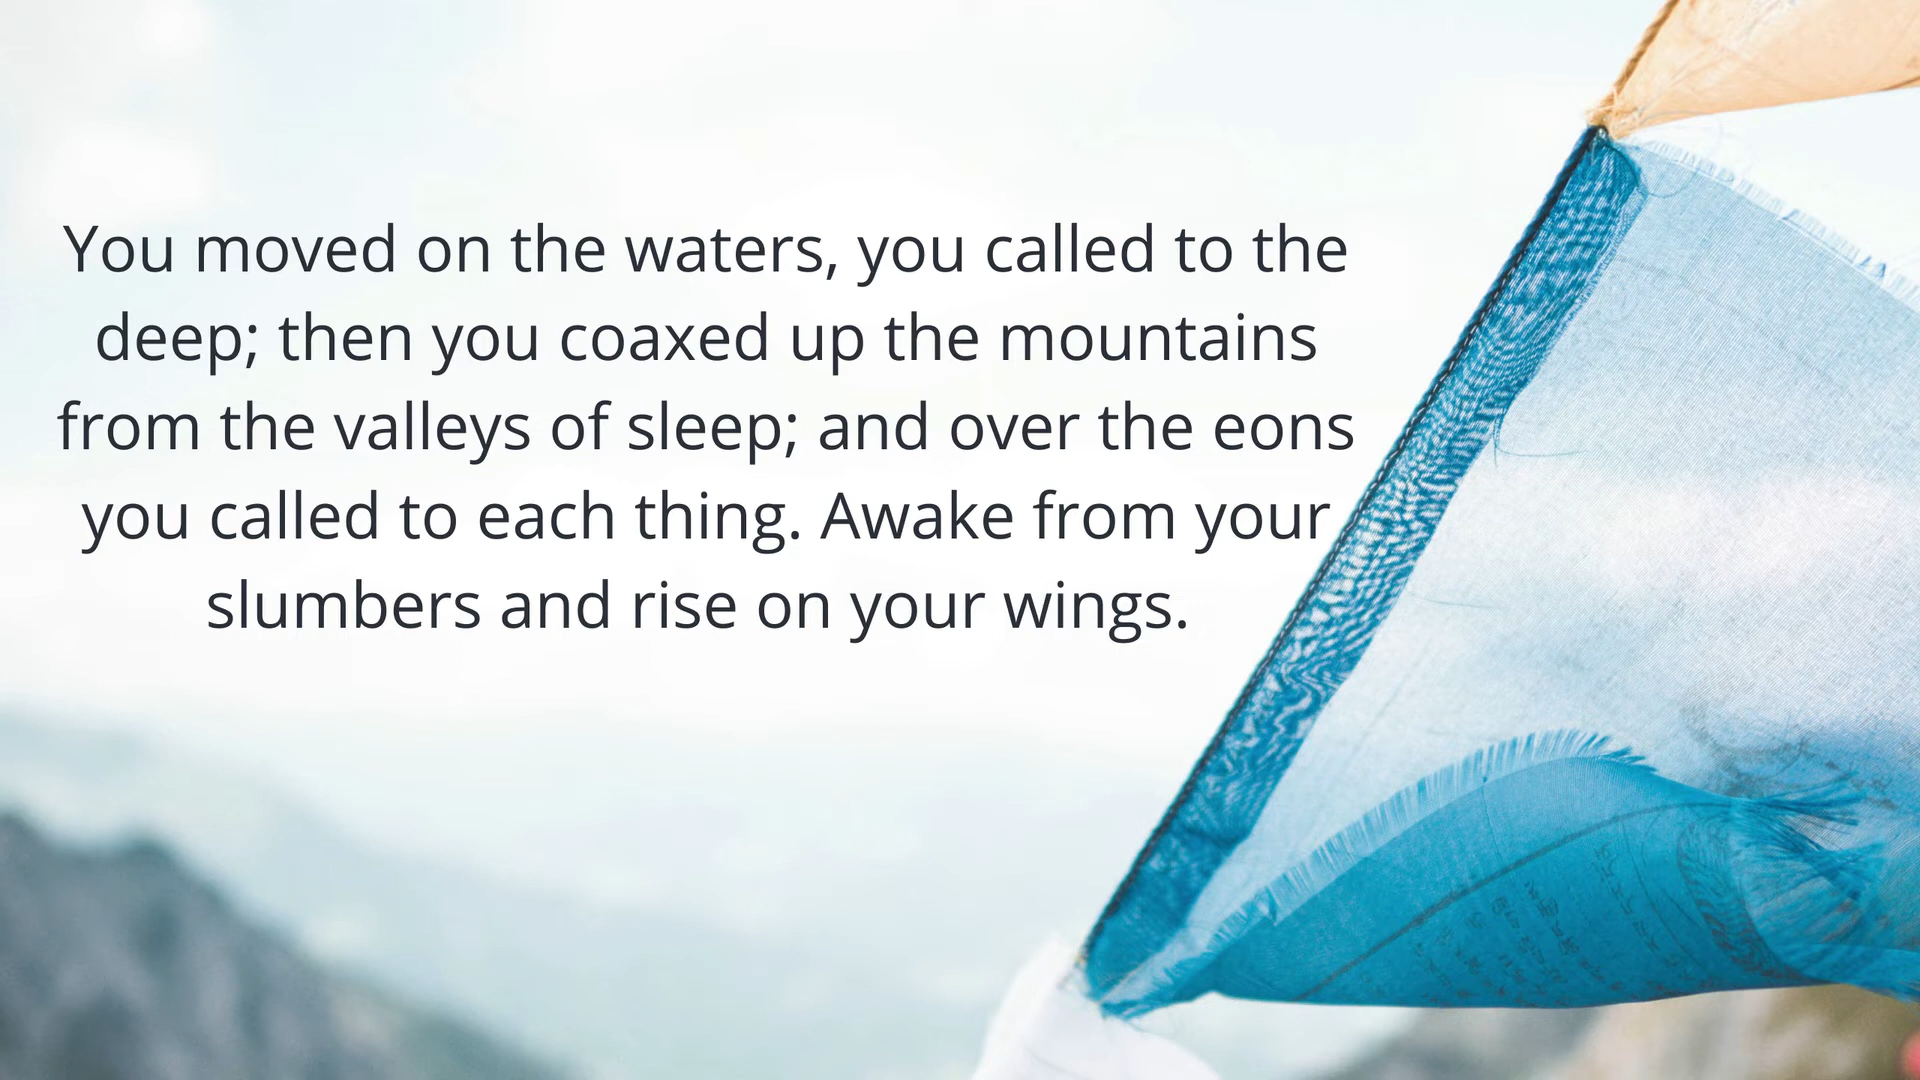 You moved on the waters, you called to the
deep; then you coaxed up the mountains
from the valleys of sleep; and over the eons
you called to each thing. Awake from your
slumbers and rise on your wings.